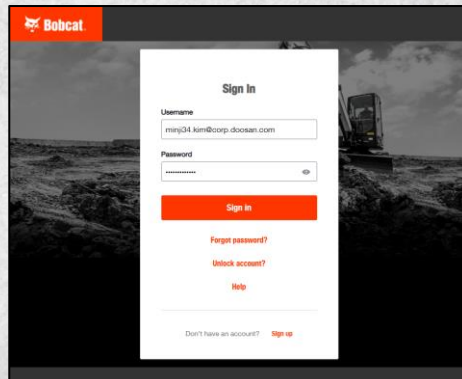 Bobcat.
Sign In
Username
minji34.kim@corp.doosan.com
Password
•••••••••••••
Sign in
Forgot password?
Unlock account?
Help
Don't have an account? Sign up